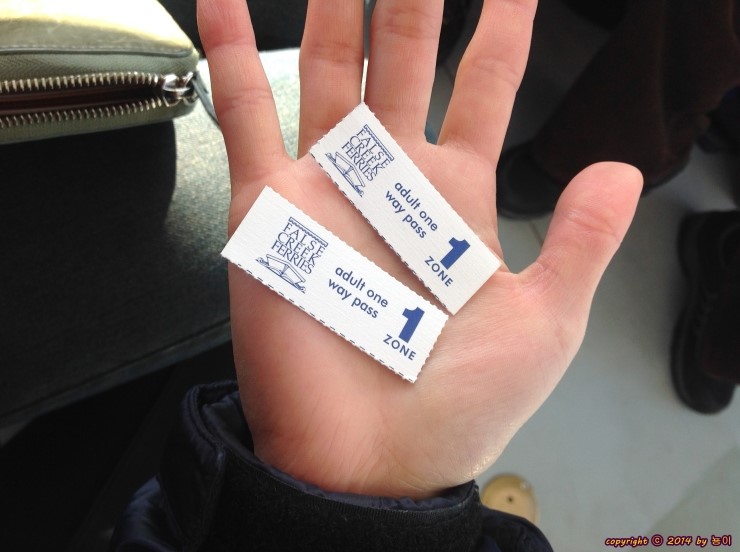 FALSE
CREEK
FERRIES
adult one
way pass
1
ZONE
FALSE
CREEK
FERRIES
adult one
way pass
1
ZONE
copyright ⓒ 2014 by 농이